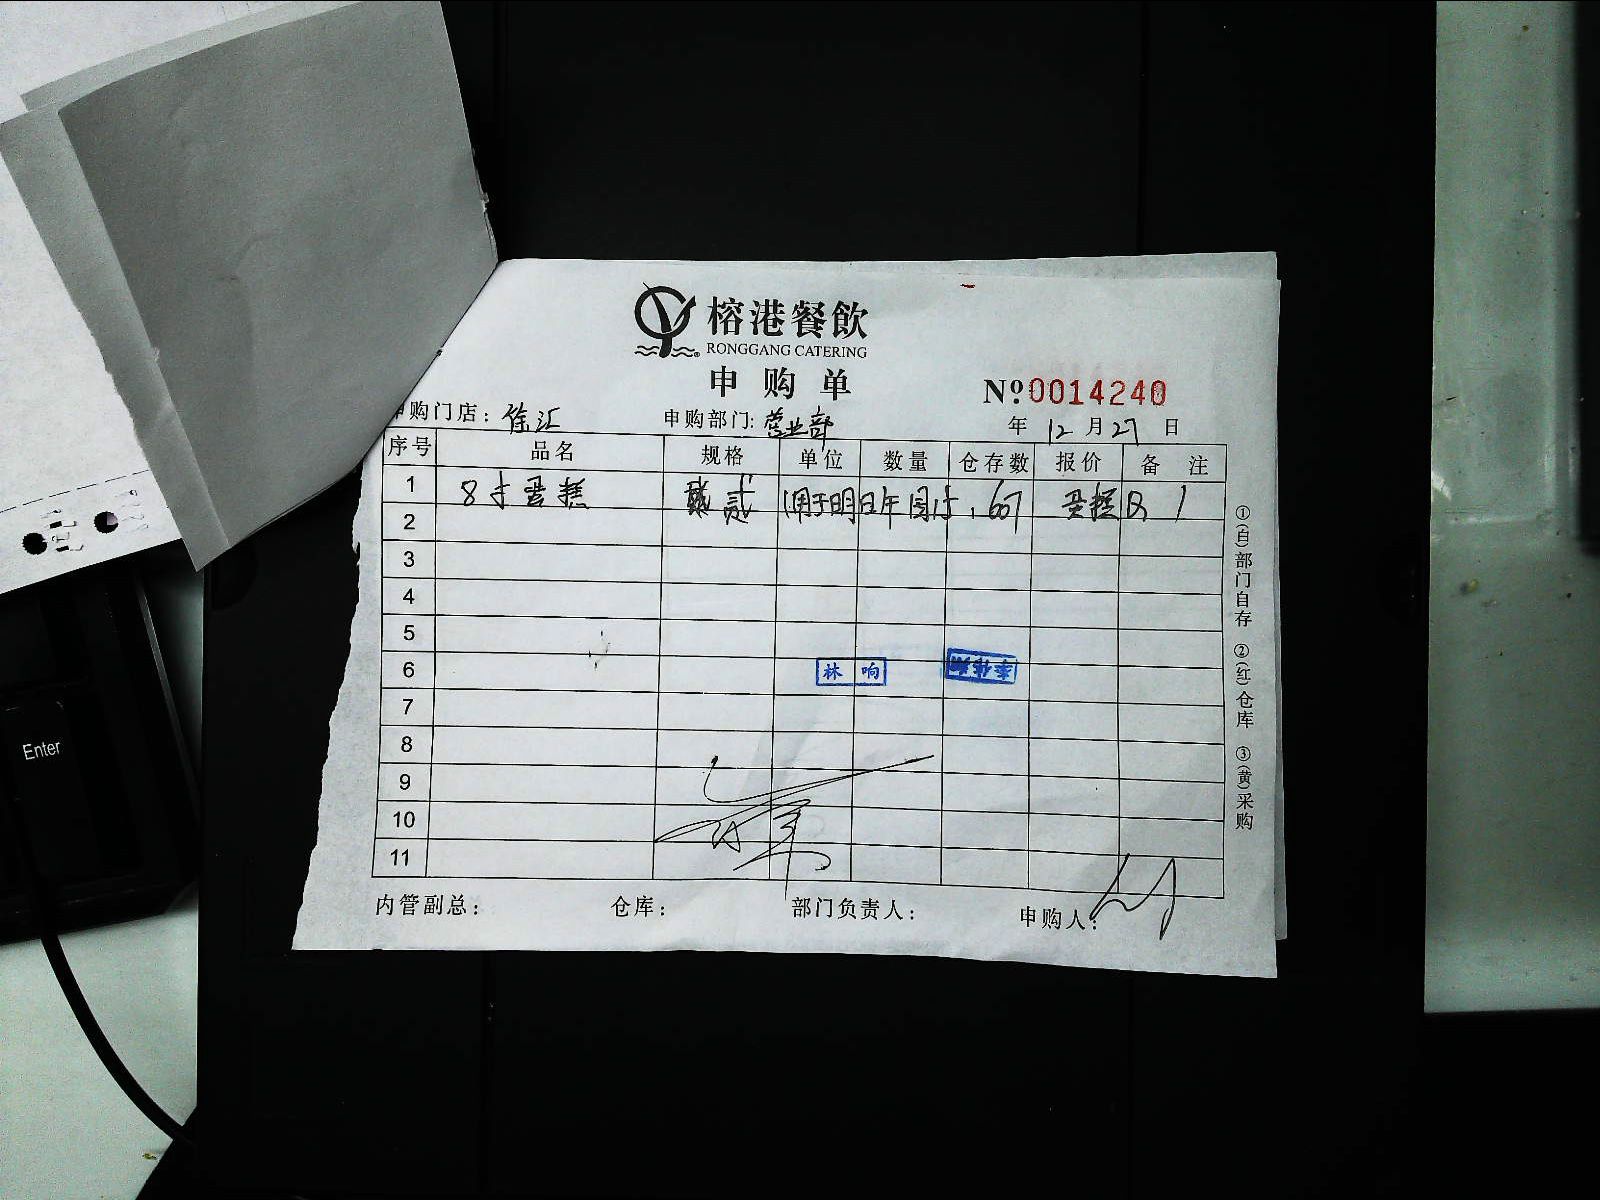 榕港餐飲
RONGGANG CATERING
申购单
№0014240
申购门店：徐汇 申购部门：营业部 年 12 月 27 日
序号 品名 规格 单位 数量 仓存数 报价 备注
1 8寸蛋糕 贰 用于明日午 607 蛋糕
2
3
4
5
6 林响
7
8
9
10
11
内管副总： 仓库： 部门负责人： 申购人：
①(白)部门自存 ②(红)仓库 ③(黄)采购
Enter